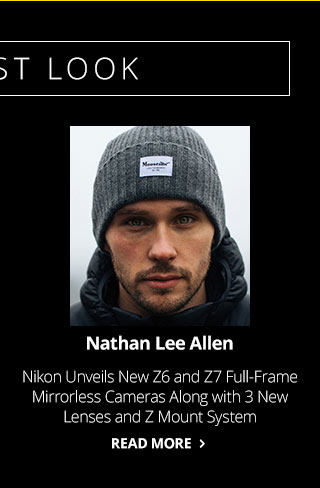 ST LOOK
Moosejaw
Nathan Lee Allen
Nikon Unveils New Z6 and Z7 Full-Frame
Mirrorless Cameras Along with 3 New
Lenses and Z Mount System
READ MORE >